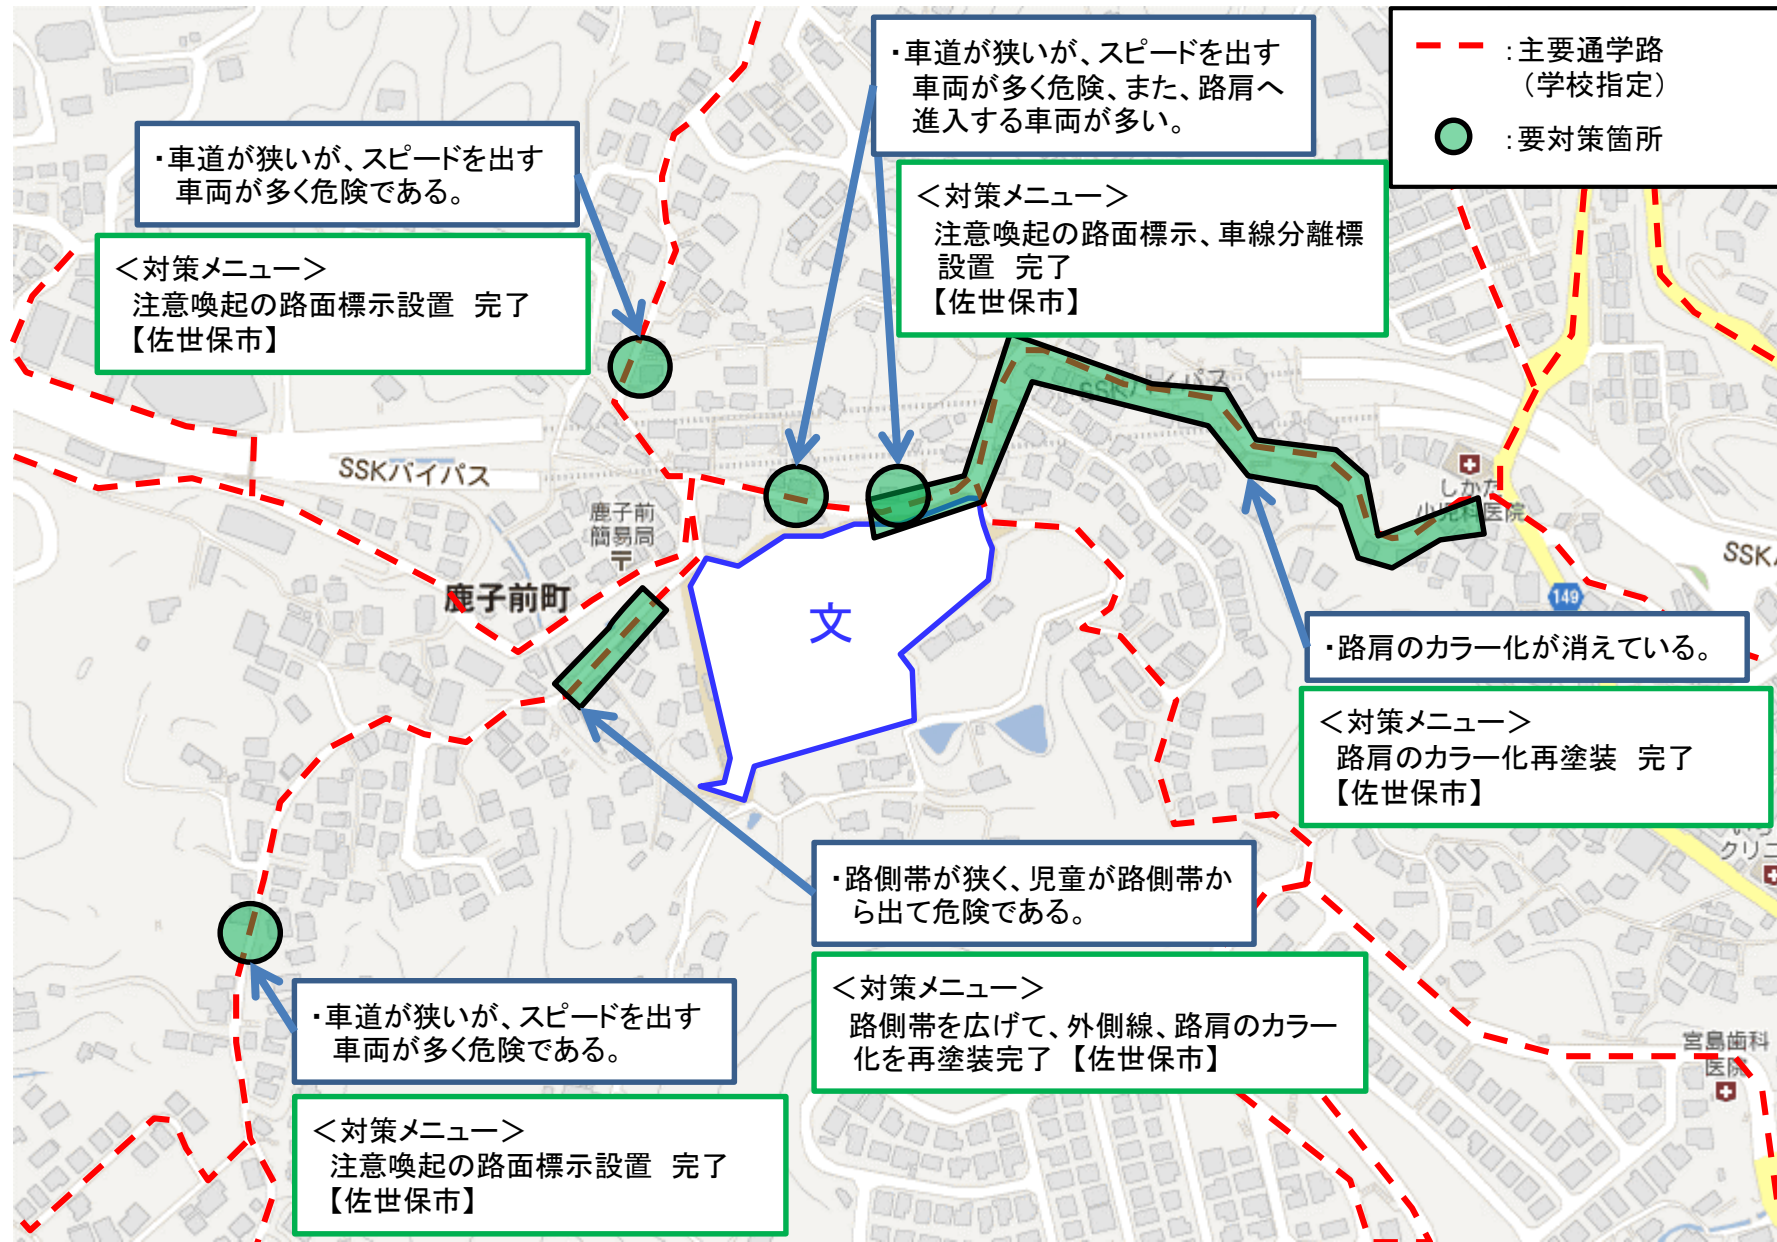 ・車道が狭いが、スピードを出す
車両が多く危険、また、路肩へ
進入する車両が多い。
:主要通学路
（学校指定）
:要対策箇所
・車道が狭いが、スピードを出す
車両が多く危険である。
＜対策メニュー＞
注意喚起の路面標示、車線分離標
設置　完了
【佐世保市】
＜対策メニュー＞
注意喚起の路面標示設置　完了
【佐世保市】
SSKバイパス
SSKバイパス
しかた
小児科医院
鹿子前
簡易局
鹿子前町
文
SSK
149
・路肩のカラー化が消えている。
＜対策メニュー＞
路肩のカラー化再塗装　完了
【佐世保市】
クリニ
・路側帯が狭く、児童が路側帯か
ら出て危険である。
＜対策メニュー＞
路側帯を広げて、外側線、路肩のカラー
化を再塗装完了　【佐世保市】
・車道が狭いが、スピードを出す
車両が多く危険である。
＜対策メニュー＞
注意喚起の路面標示設置　完了
【佐世保市】
宮島歯科
医院